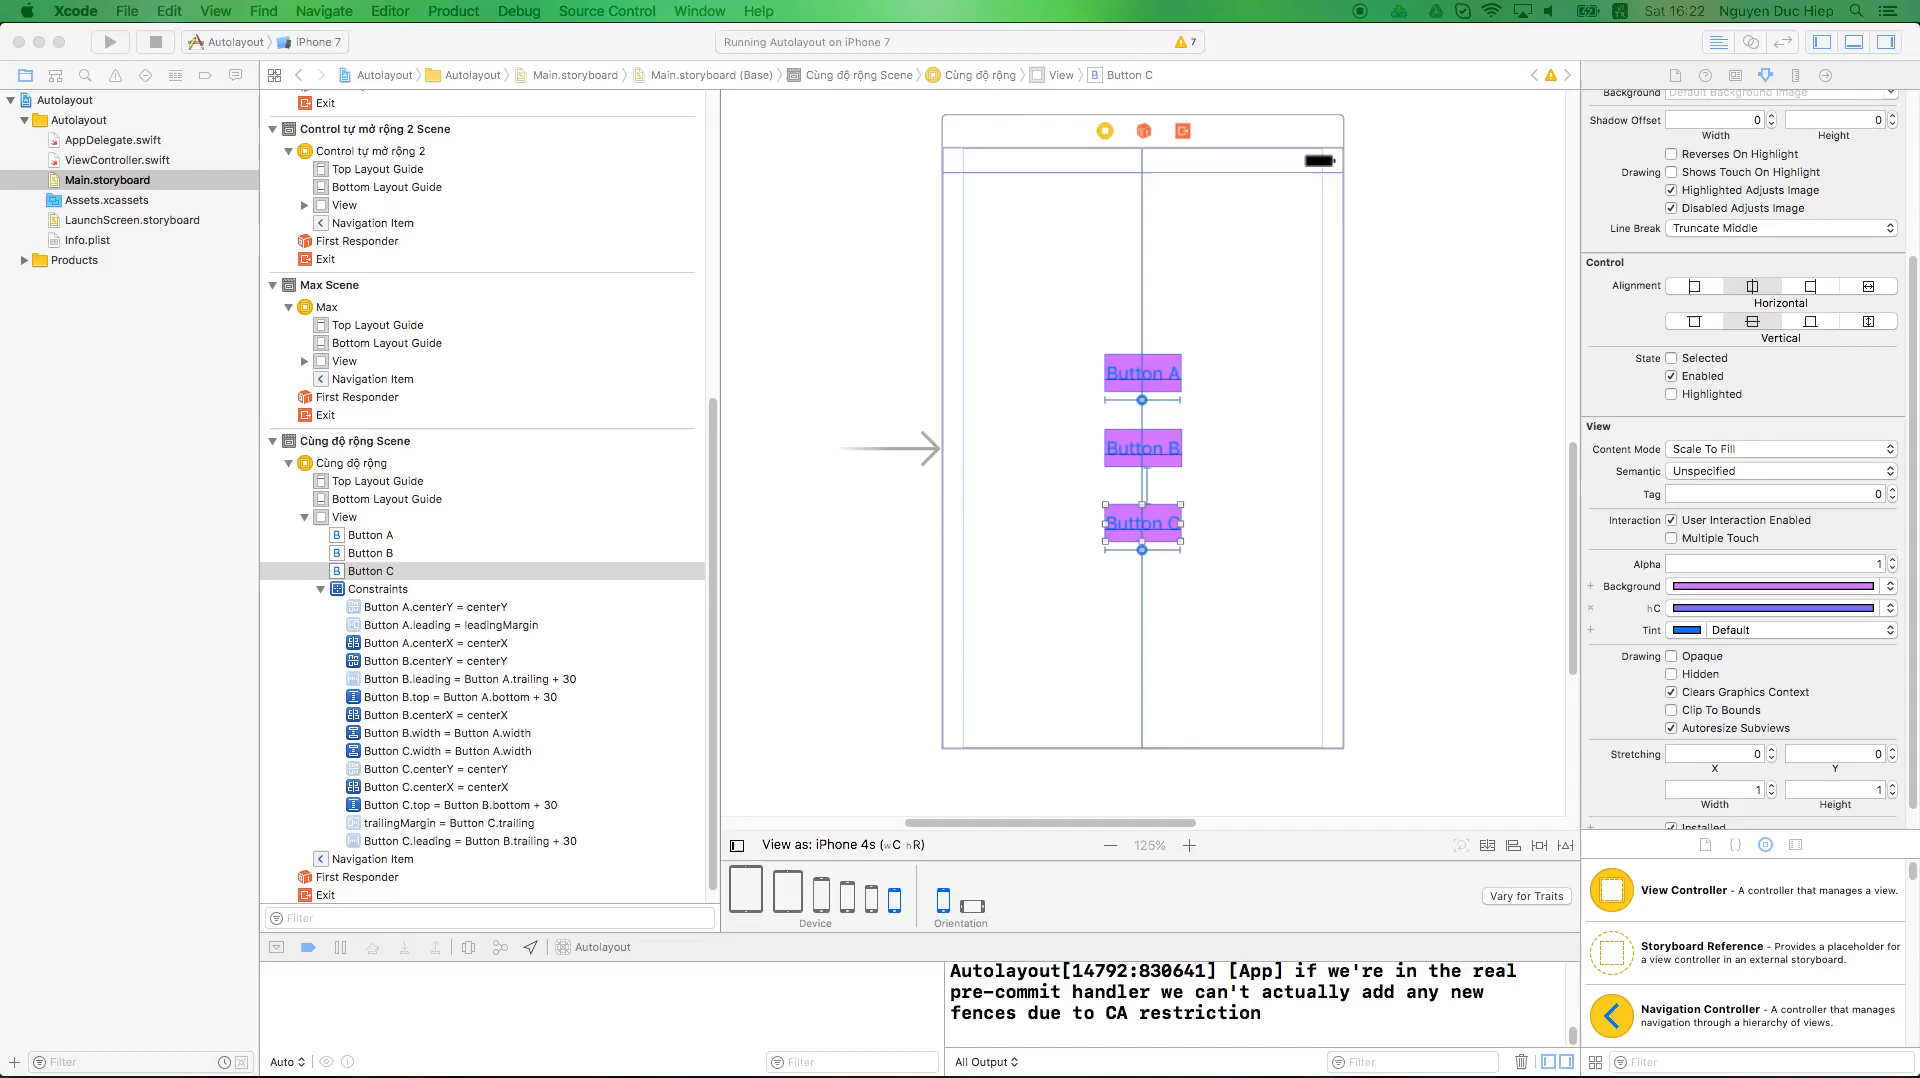 Xcode File Edit View Find Navigate Editor Product Debug Source Control Window Help
Sat 16:22 Nguyen Duc Hiep
Autolayout iPhone 7
Running Autolayout on iPhone 7
7
Autolayout Autolayout Main.storyboard Main.storyboard (Base) Cùng độ rộng Scene Cùng độ rộng View B Button C
Autolayout
Autolayout
AppDelegate.swift
ViewController.swift
Main.storyboard
Assets.xcassets
LaunchScreen.storyboard
Info.plist
Products
Filter
Exit
Control tự mở rộng 2 Scene
Control tự mở rộng 2
Top Layout Guide
Bottom Layout Guide
View
Navigation Item
First Responder
Exit
Max Scene
Max
Top Layout Guide
Bottom Layout Guide
View
Navigation Item
First Responder
Exit
Cùng độ rộng Scene
Cùng độ rộng
Top Layout Guide
Bottom Layout Guide
View
B Button A
B Button B
B Button C
Constraints
Button A.centerY = centerY
Button A.leading = leadingMargin
Button A.centerX = centerX
Button B.centerY = centerY
Button B.leading = Button A.trailing + 30
Button B.top = Button A.bottom + 30
Button B.centerX = centerX
Button B.width = Button A.width
Button C.width = Button A.width
Button C.centerY = centerY
Button C.centerX = centerX
Button C.top = Button B.bottom + 30
trailingMargin = Button C.trailing
Button C.leading = Button B.trailing + 30
Navigation Item
First Responder
Exit
Filter
Button A
Button B
Button C
View as: iPhone 4s (wC hR)
125%
Device
Orientation
Vary for Traits
Autolayout
Autolayout[14792:830641] [App] if we're in the real
pre-commit handler we can't actually add any new
fences due to CA restriction
Auto
Filter
All Output
Filter
Background Default Background Image
Shadow Offset 0 0
Width Height
Reverses On Highlight
Drawing Shows Touch On Highlight
Highlighted Adjusts Image
Disabled Adjusts Image
Line Break Truncate Middle
Control
Alignment
Horizontal
Vertical
State Selected
Enabled
Highlighted
View
Content Mode Scale To Fill
Semantic Unspecified
Tag 0
Interaction User Interaction Enabled
Multiple Touch
Alpha 1
Background
hC
Tint Default
Drawing Opaque
Hidden
Clears Graphics Context
Clip To Bounds
Autoresize Subviews
Stretching 0 0
X Y
1 1
Width Height
Installed
View Controller - A controller that manages a view.
Storyboard Reference - Provides a placeholder for
a view controller in an external storyboard.
Navigation Controller - A controller that manages
navigation through a hierarchy of views.
Filter